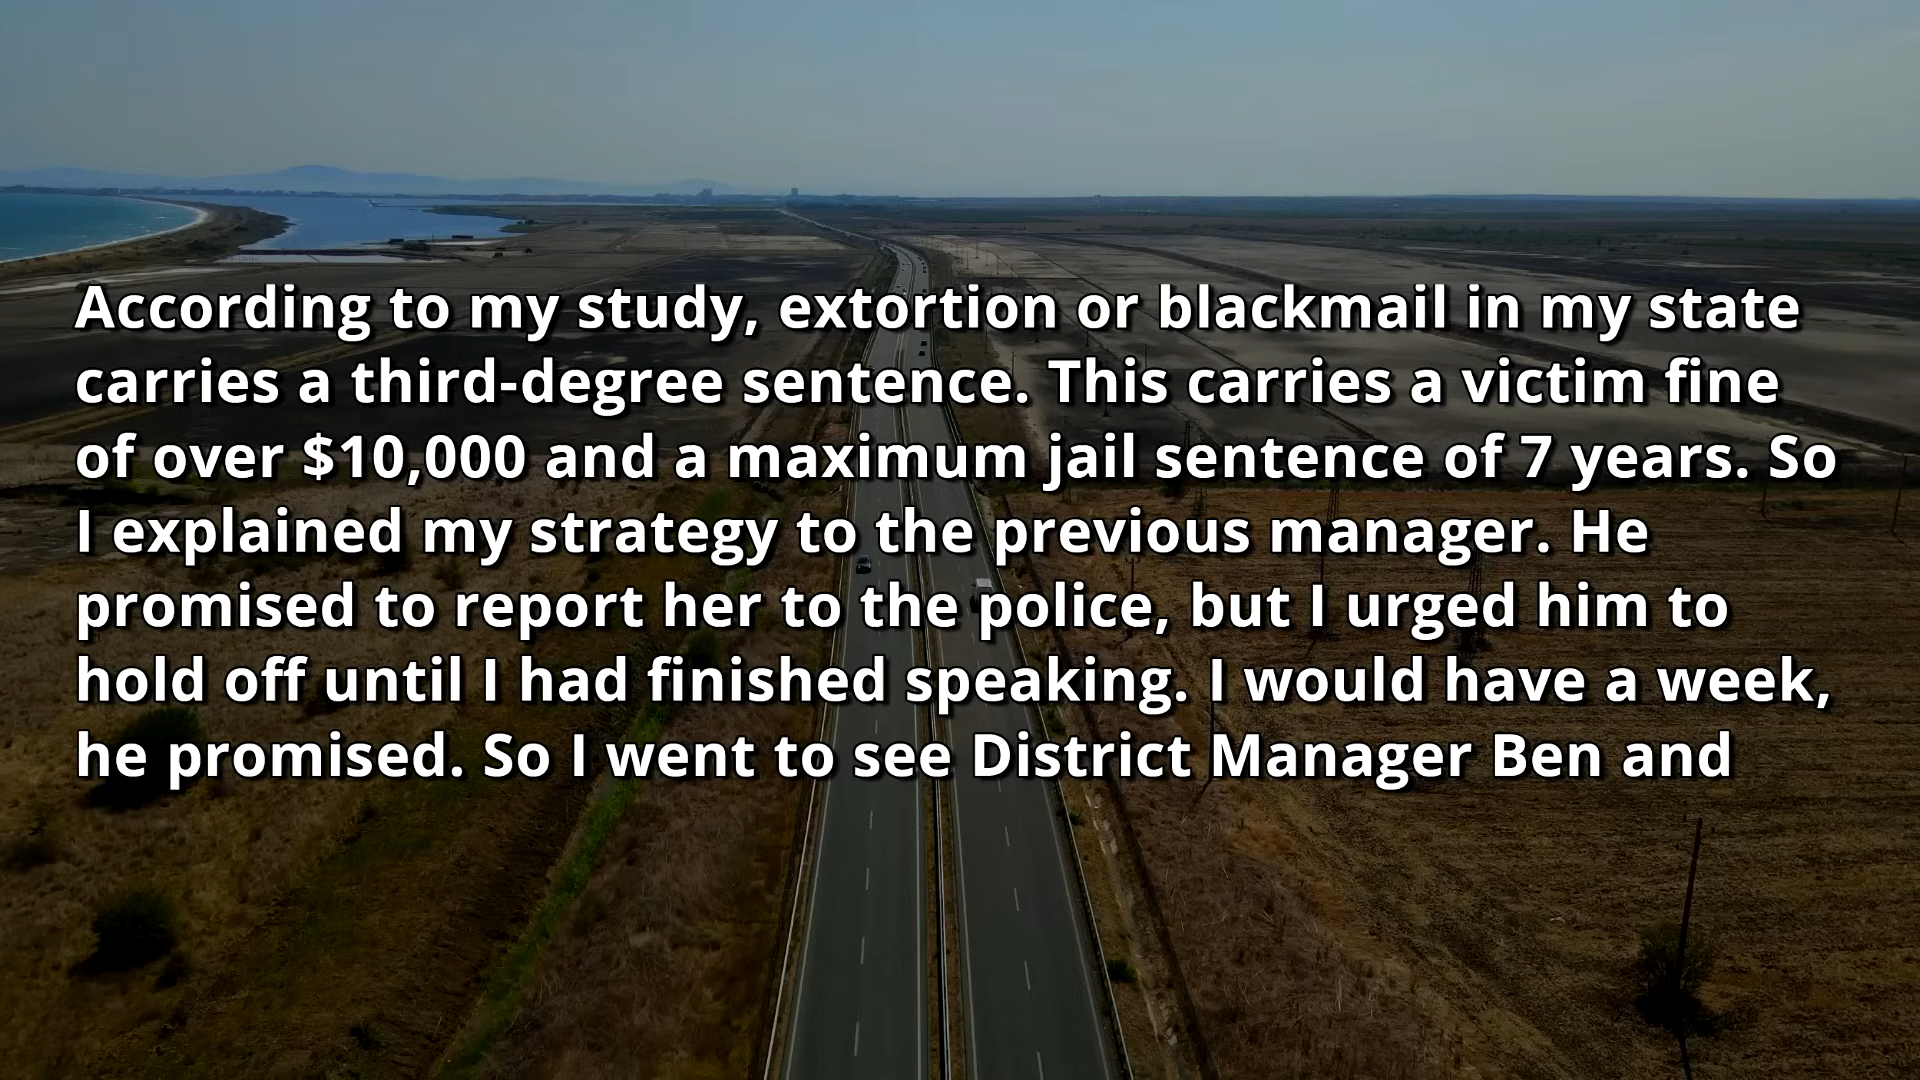 According to my study, extortion or blackmail in my state
carries a third-degree sentence. This carries a victim fine
of over $10,000 and a maximum jail sentence of 7 years. So
I explained my strategy to the previous manager. He
promised to report her to the police, but I urged him to
hold off until I had finished speaking. I would have a week,
he promised. So I went to see District Manager Ben and